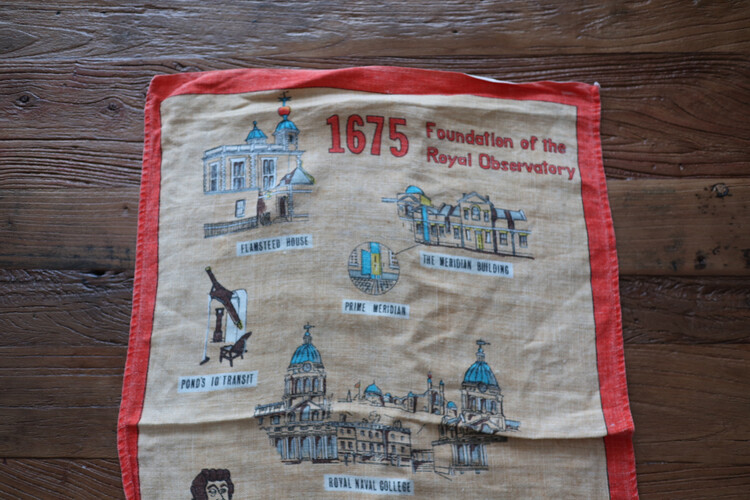 1675
Foundation of the
Royal Observatory
FLAMSTEED HOUSE
THE MERIDIAN BUILDING
PRIME MERIDIAN
POND'S 10' TRANSIT
ROYAL NAVAL COLLEGE